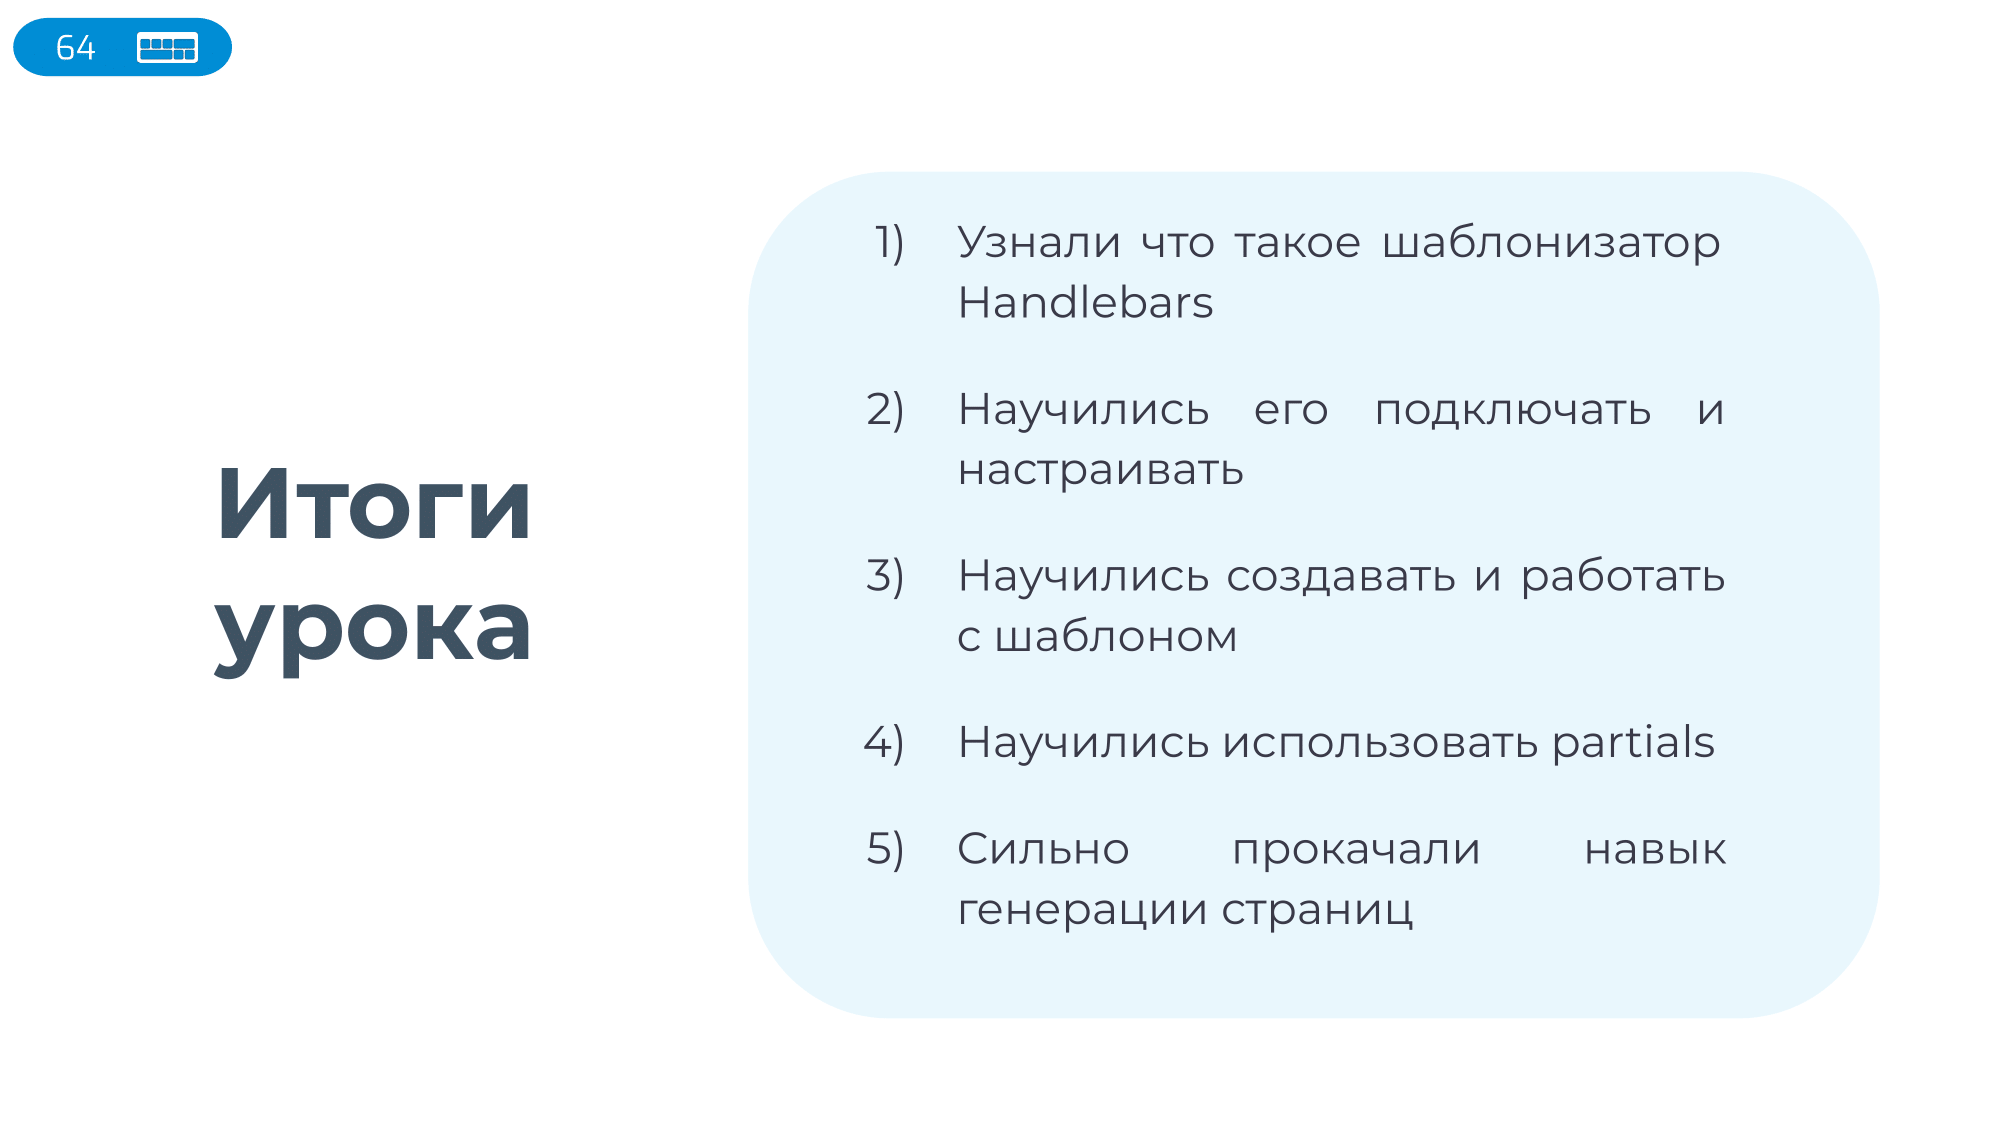 64
Итоги
урока
1) Узнали что такое шаблонизатор
Handlebars
2) Научились его подключать и
настраивать
3) Научились создавать и работать
с шаблоном
4) Научились использовать partials
5) Сильно прокачали навык
генерации страниц